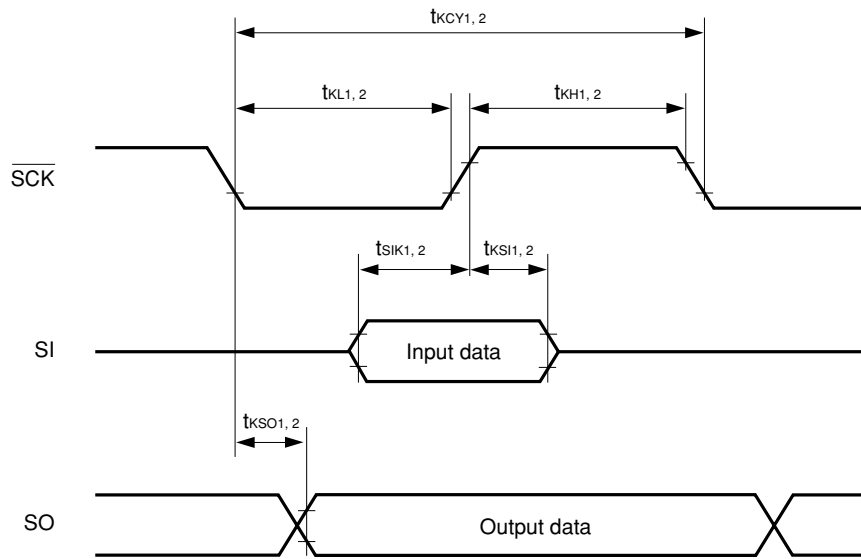 tKCY1, 2
tKL1, 2
tKH1, 2
SCK
tSIK1, 2
tKSI1, 2
SI
Input data
tKSO1, 2
SO
Output data